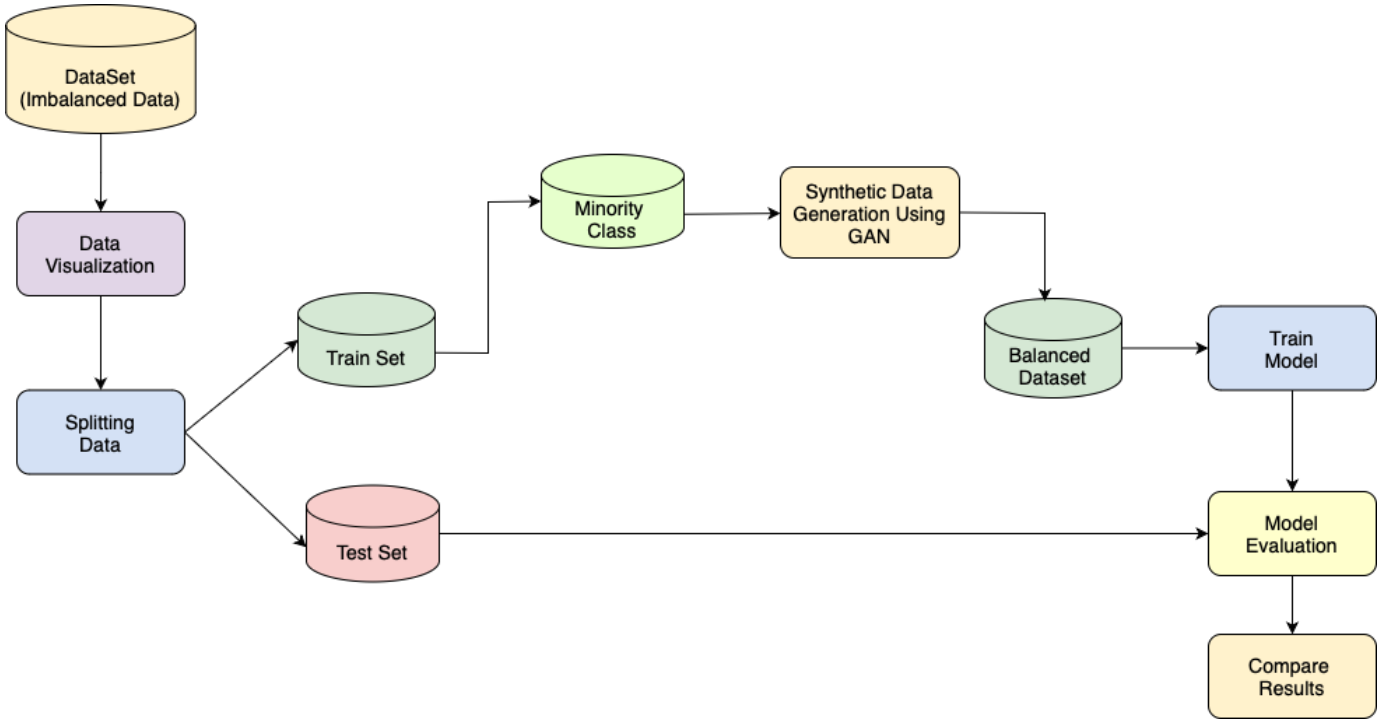 DataSet
(Imbalanced Data)
Data
Visualization
Splitting
Data
Train Set
Test Set
Minority
Class
Synthetic Data
Generation Using
GAN
Balanced
Dataset
Train
Model
Model
Evaluation
Compare
Results